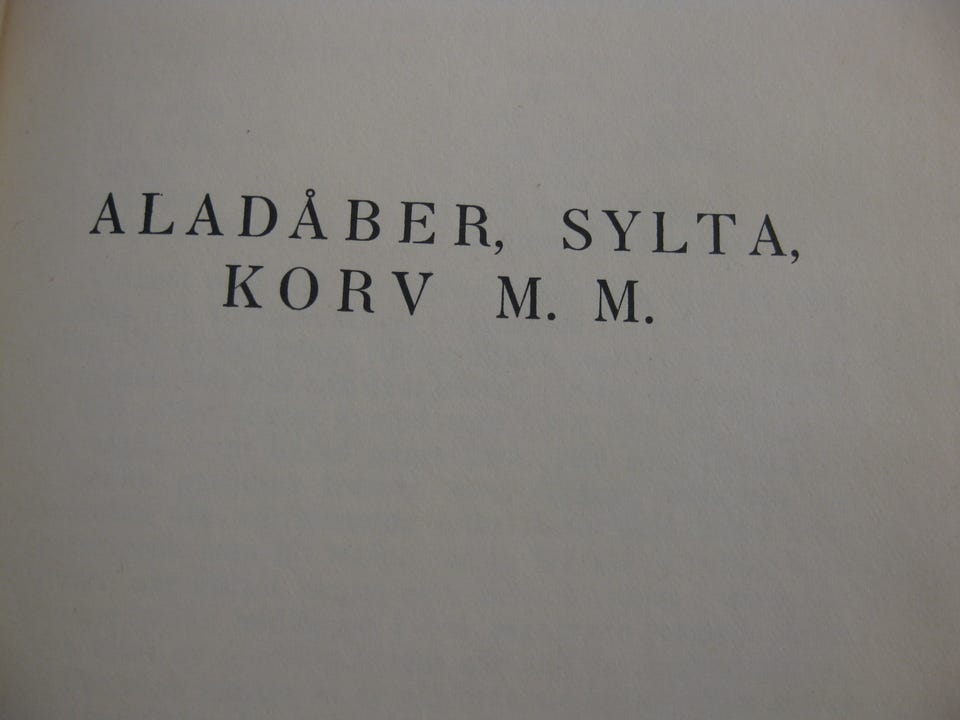 ALADÅBER, SYLTA,
KORV M. M.